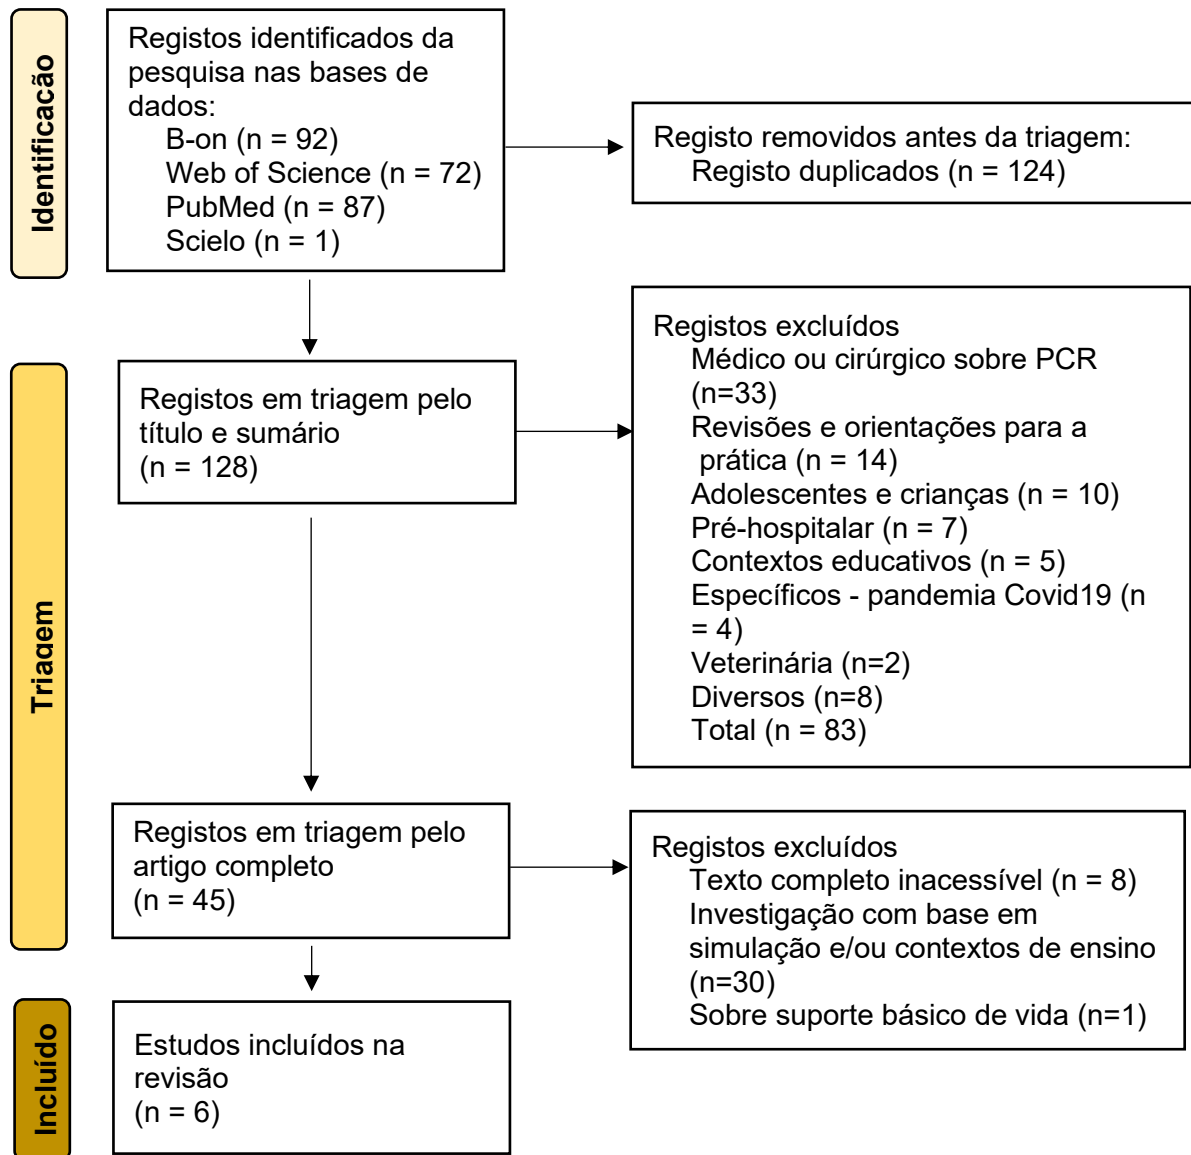 Identificação
Registos identificados da
pesquisa nas bases de
dados:
B-on (n = 92)
Web of Science (n = 72)
PubMed (n = 87)
Scielo (n = 1)
Registo removidos antes da triagem:
Registo duplicados (n = 124)
Triagem
Registos em triagem pelo
título e sumário
(n = 128)
Registos excluídos
Médico ou cirúrgico sobre PCR
(n=33)
Revisões e orientações para a
prática (n = 14)
Adolescentes e crianças (n = 10)
Pré-hospitalar (n = 7)
Contextos educativos (n = 5)
Específicos - pandemia Covid19 (n
= 4)
Veterinária (n=2)
Diversos (n=8)
Total (n = 83)
Registos em triagem pelo
artigo completo
(n = 45)
Registos excluídos
Texto completo inacessível (n = 8)
Investigação com base em
simulação e/ou contextos de ensino
(n=30)
Sobre suporte básico de vida (n=1)
Incluído
Estudos incluídos na
revisão
(n = 6)